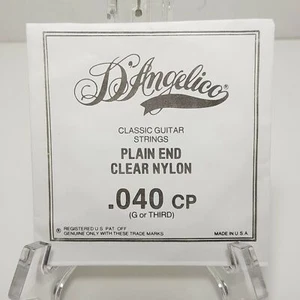 D'Angelico®
CLASSIC GUITAR
STRINGS
PLAIN END
CLEAR NYLON
.040 CP
(G or THIRD)
® REGISTERED U S PAT OFF
GENUINE ONLY WITH THESE TRADE MARKS
MADE IN U.S.A.